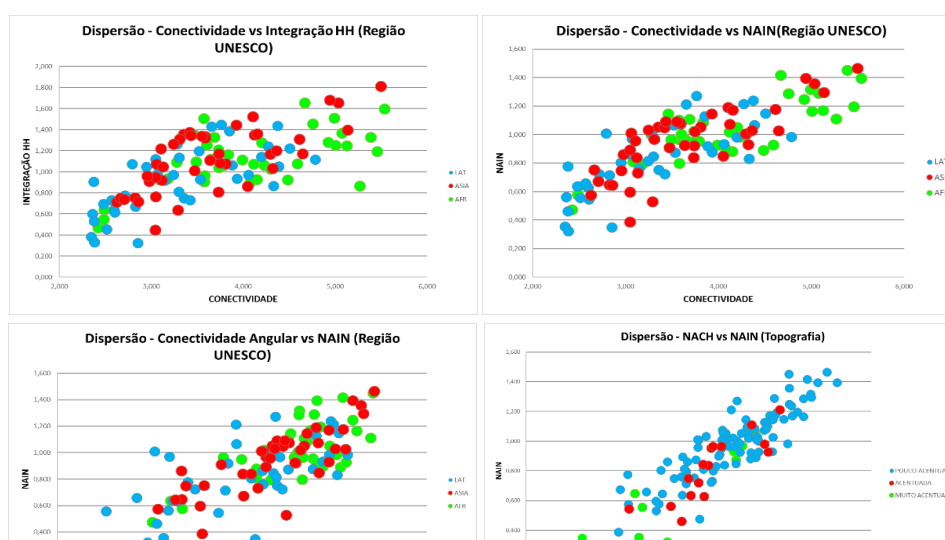 Dispersão - Conectividade vs Integração HH (Região
UNESCO)
INTEGRAÇÃO HH
2,000
1,800
1,600
1,400
1,200
1,000
0,800
0,600
0,400
0,200
0,000
2,000 3,000 4,000 5,000 6,000
CONECTIVIDADE
LAT
ASIA
AFR
Dispersão - Conectividade vs NAIN(Região UNESCO)
NAIN
1,600
1,400
1,200
1,000
0,800
0,600
0,400
0,200
0,000
2,000 3,000 4,000 5,000 6,000
CONECTIVIDADE
LAT
ASI
AFR
Dispersão - Conectividade Angular vs NAIN (Região
UNESCO)
NAIN
1,600
1,400
1,200
1,000
0,800
0,600
0,400
LAT
ASIA
AFR
Dispersão - NACH vs NAIN (Topografia)
NAIN
1,600
1,400
1,200
1,000
0,800
0,600
0,400
POUCO ACENTUA
ACENTUADA
MUITO ACENTUA